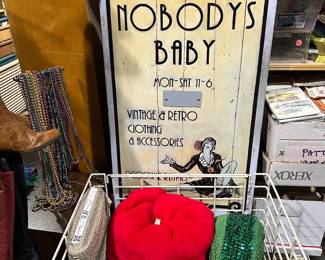 NOBODYS
BABY
MON-SAT 11-6
VINTAGE & RETRO
CLOTHING
& ACCESSORIES
XEROX